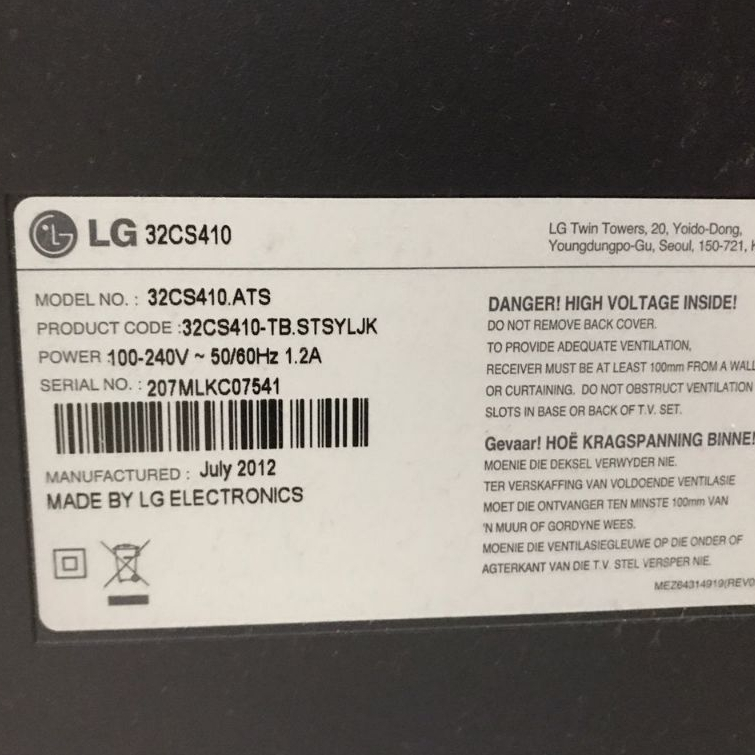 LG 32CS410
LG Twin Towers, 20, Yoido-Dong,
Youngdungpo-Gu, Seoul, 150-721,
MODEL NO. : 32CS410.ATS
PRODUCT CODE :32CS410-TB.STSYLJK
POWER 100-240V ~ 50/60Hz 1.2A
SERIAL NO. : 207MLKC07541
MANUFACTURED : July 2012
MADE BY LG ELECTRONICS
DANGER! HIGH VOLTAGE INSIDE!
DO NOT REMOVE BACK COVER.
TO PROVIDE ADEQUATE VENTILATION,
RECEIVER MUST BE AT LEAST 100mm FROM A WALL
OR CURTAINING. DO NOT OBSTRUCT VENTILATION
SLOTS IN BASE OR BACK OF T.V. SET.
Gevaar! HOË KRAGSPANNING BINNE!
MOENIE DIE DEKSEL VERWYDER NIE.
TER VERSKAFFING VAN VOLDOENDE VENTILASIE
MOET DIE ONTVANGER TEN MINSTE 100mm VAN
'N MUUR OF GORDYNE WEES.
MOENIE DIE VENTILASIEGLEUWE OP DIE ONDER OF
AGTERKANT VAN DIE T.V. STEL VERSPER NIE.
MEZ64314919(REV0